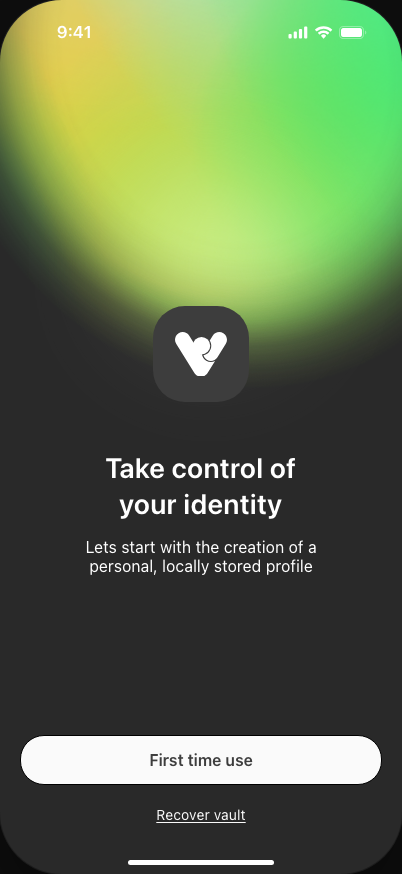 9:41
Take control of
your identity
Lets start with the creation of a
personal, locally stored profile
First time use
Recover vault